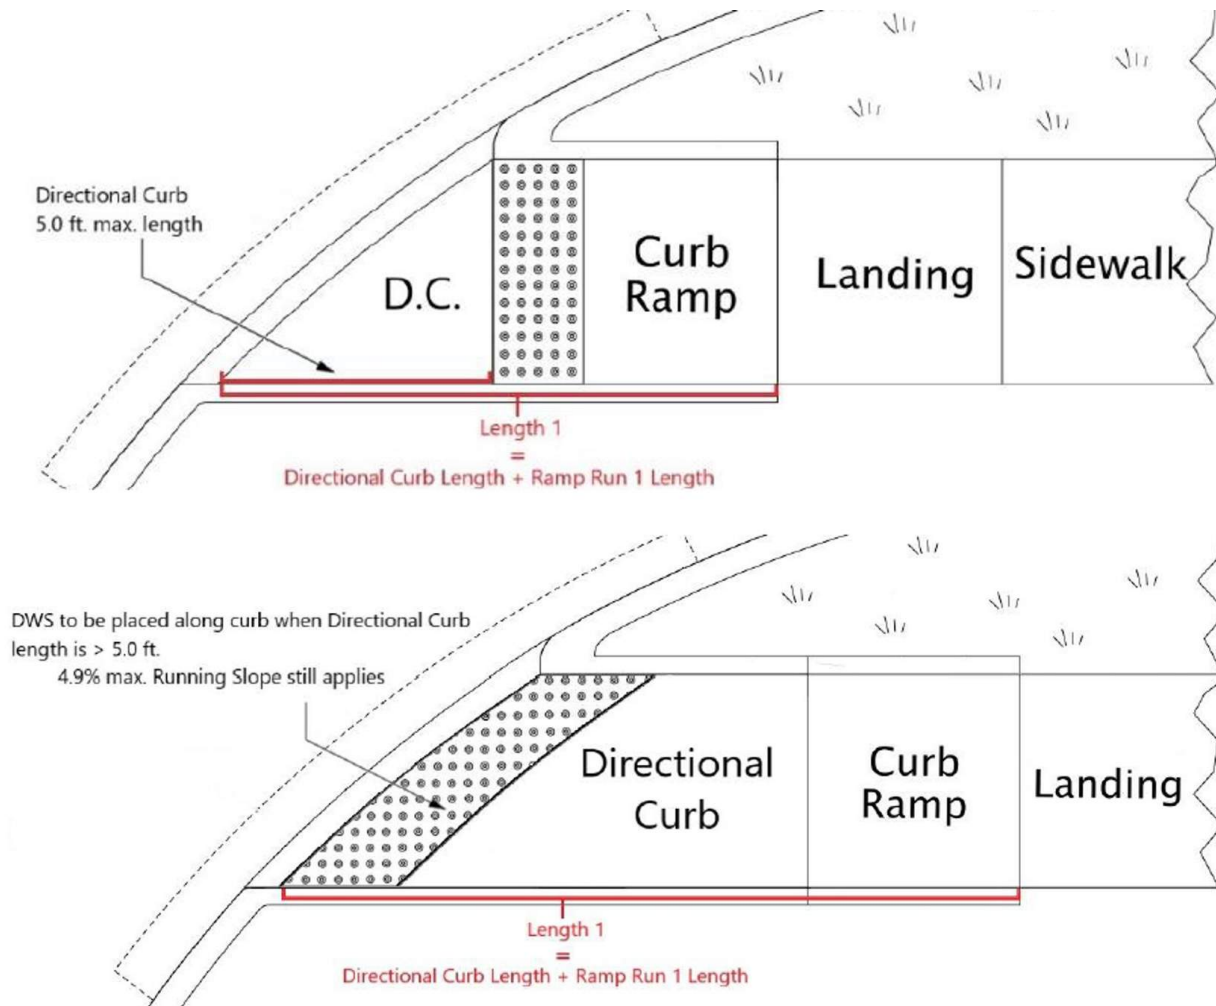 Directional Curb
5.0 ft. max. length
D.C.
Curb
Ramp
Landing
Sidewalk
Length 1
=
Directional Curb Length + Ramp Run 1 Length
DWS to be placed along curb when Directional Curb
length is > 5.0 ft.
4.9% max. Running Slope still applies
Directional
Curb
Curb
Ramp
Landing
Length 1
=
Directional Curb Length + Ramp Run 1 Length